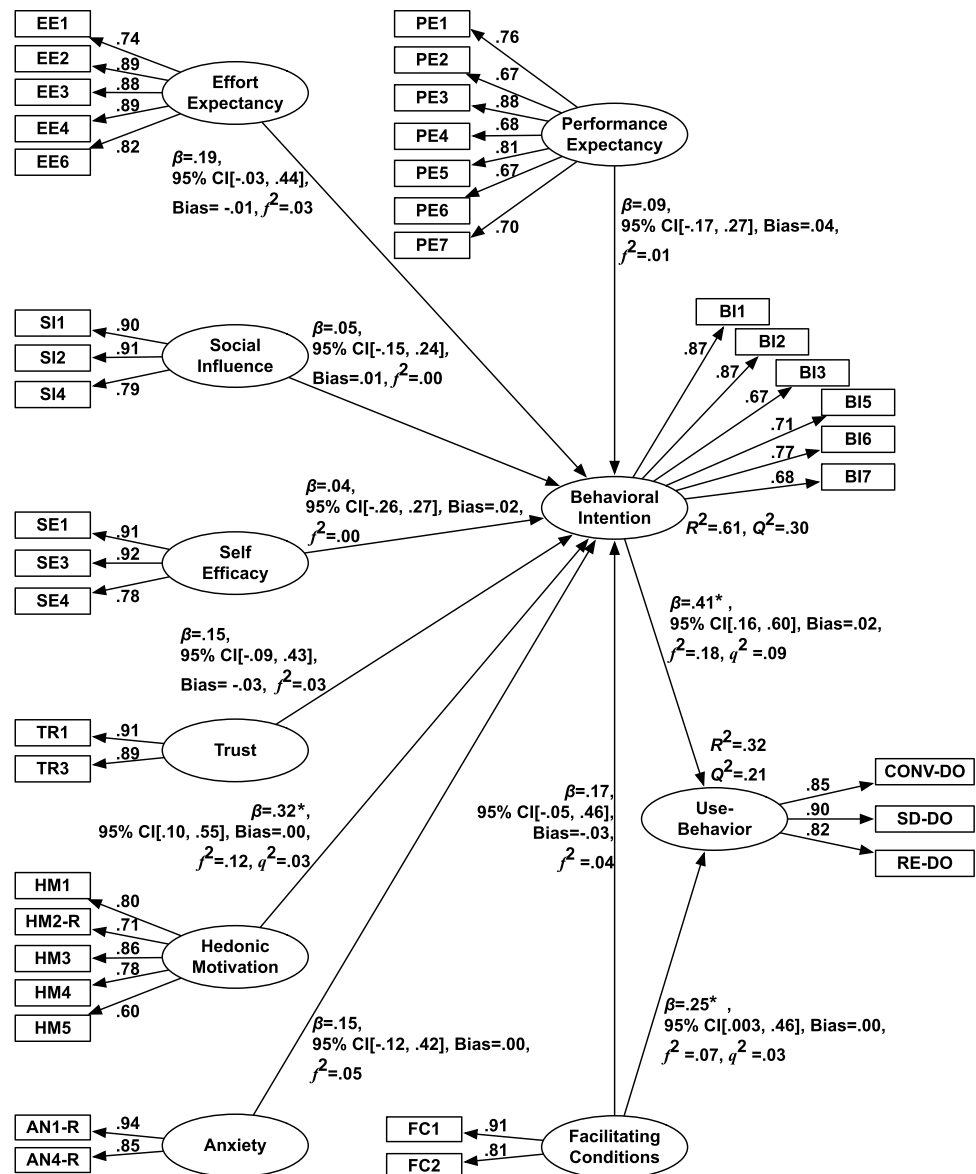 EE1
.74
EE2
.89
EE3
.88
EE4
.89
EE6
.82
Effort
Expectancy
β=.19,
95% CI[-.03, .44],
Bias= -.01, f²=.03
PE1
.76
PE2
.67
PE3
.88
PE4
.68
PE5
.81
PE6
.67
PE7
.70
Performance
Expectancy
β=.09,
95% CI[-.17, .27], Bias=.04,
f²=.01
SI1
.90
SI2
.91
SI4
.79
Social
Influence
β=.05,
95% CI[-.15, .24],
Bias=.01, f²=.00
BI1
.87
BI2
.87
BI3
.67
BI5
.71
BI6
.77
BI7
.68
Behavioral
Intention
R²=.61, Q²=.30
SE1
.91
SE3
.92
SE4
.78
Self
Efficacy
β=.04,
95% CI[-.26, .27], Bias=.02,
f²=.00
β=.41* ,
95% CI[.16, .60], Bias=.02,
f²=.18, q² =.09
TR1
.91
TR3
.89
Trust
β=.15,
95% CI[-.09, .43],
Bias= -.03, f²=.03
R²=.32
Q²=.21
Use-
Behavior
.85
CONV-DO
.90
SD-DO
.82
RE-DO
β=.32*,
95% CI[.10, .55], Bias=.00,
f²=.12, q²=.03
β=.17,
95% CI[-.05, .46],
Bias=-.03,
f² =.04
HM1
.80
HM2-R
.71
HM3
.86
HM4
.78
HM5
.60
Hedonic
Motivation
β=.15,
95% CI[-.12, .42], Bias=.00,
f²=.05
β=.25* ,
95% CI[.003, .46], Bias=.00,
f² =.07, q² =.03
AN1-R
.94
AN4-R
.85
Anxiety
FC1
.91
FC2
.81
Facilitating
Conditions